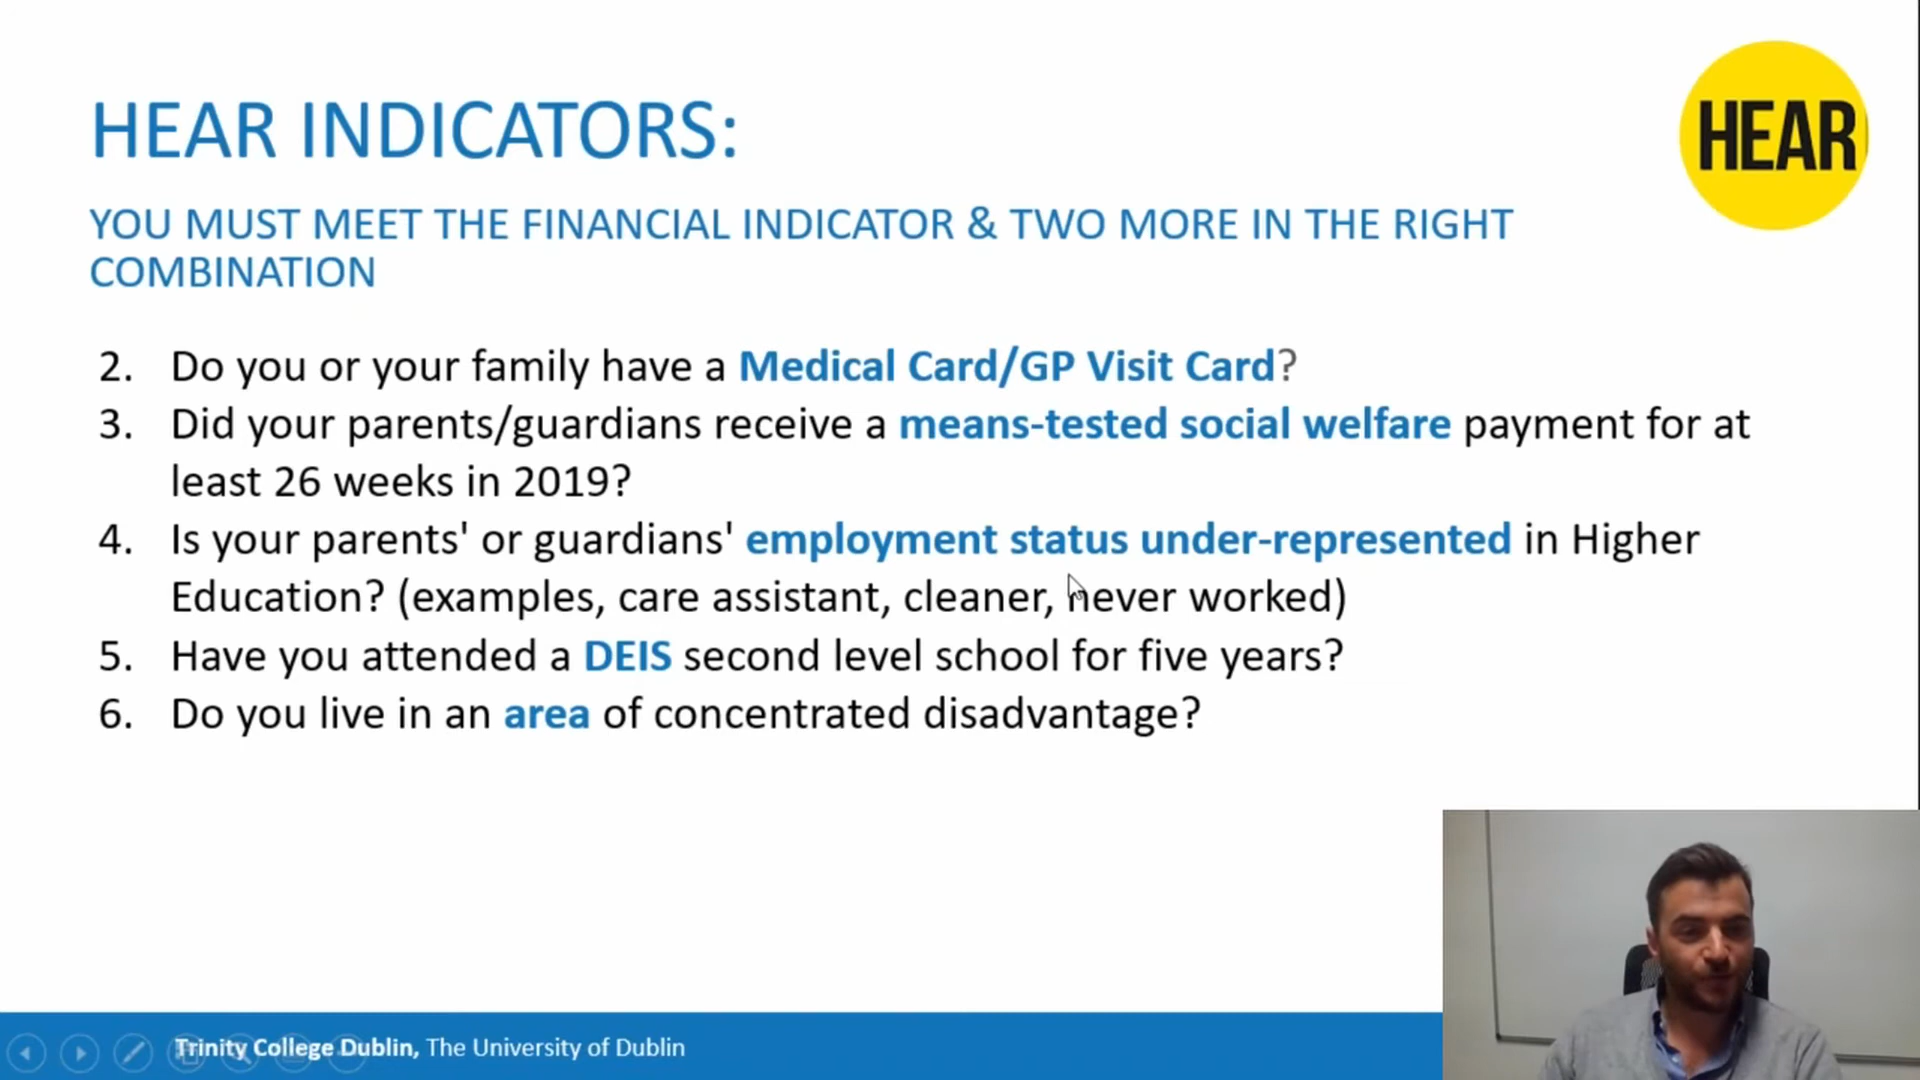 HEAR INDICATORS:
HEAR
YOU MUST MEET THE FINANCIAL INDICATOR & TWO MORE IN THE RIGHT
COMBINATION
2. Do you or your family have a Medical Card/GP Visit Card?
3. Did your parents/guardians receive a means-tested social welfare payment for at
least 26 weeks in 2019?
4. Is your parents' or guardians' employment status under-represented in Higher
Education? (examples, care assistant, cleaner, never worked)
5. Have you attended a DEIS second level school for five years?
6. Do you live in an area of concentrated disadvantage?
Trinity College Dublin, The University of Dublin